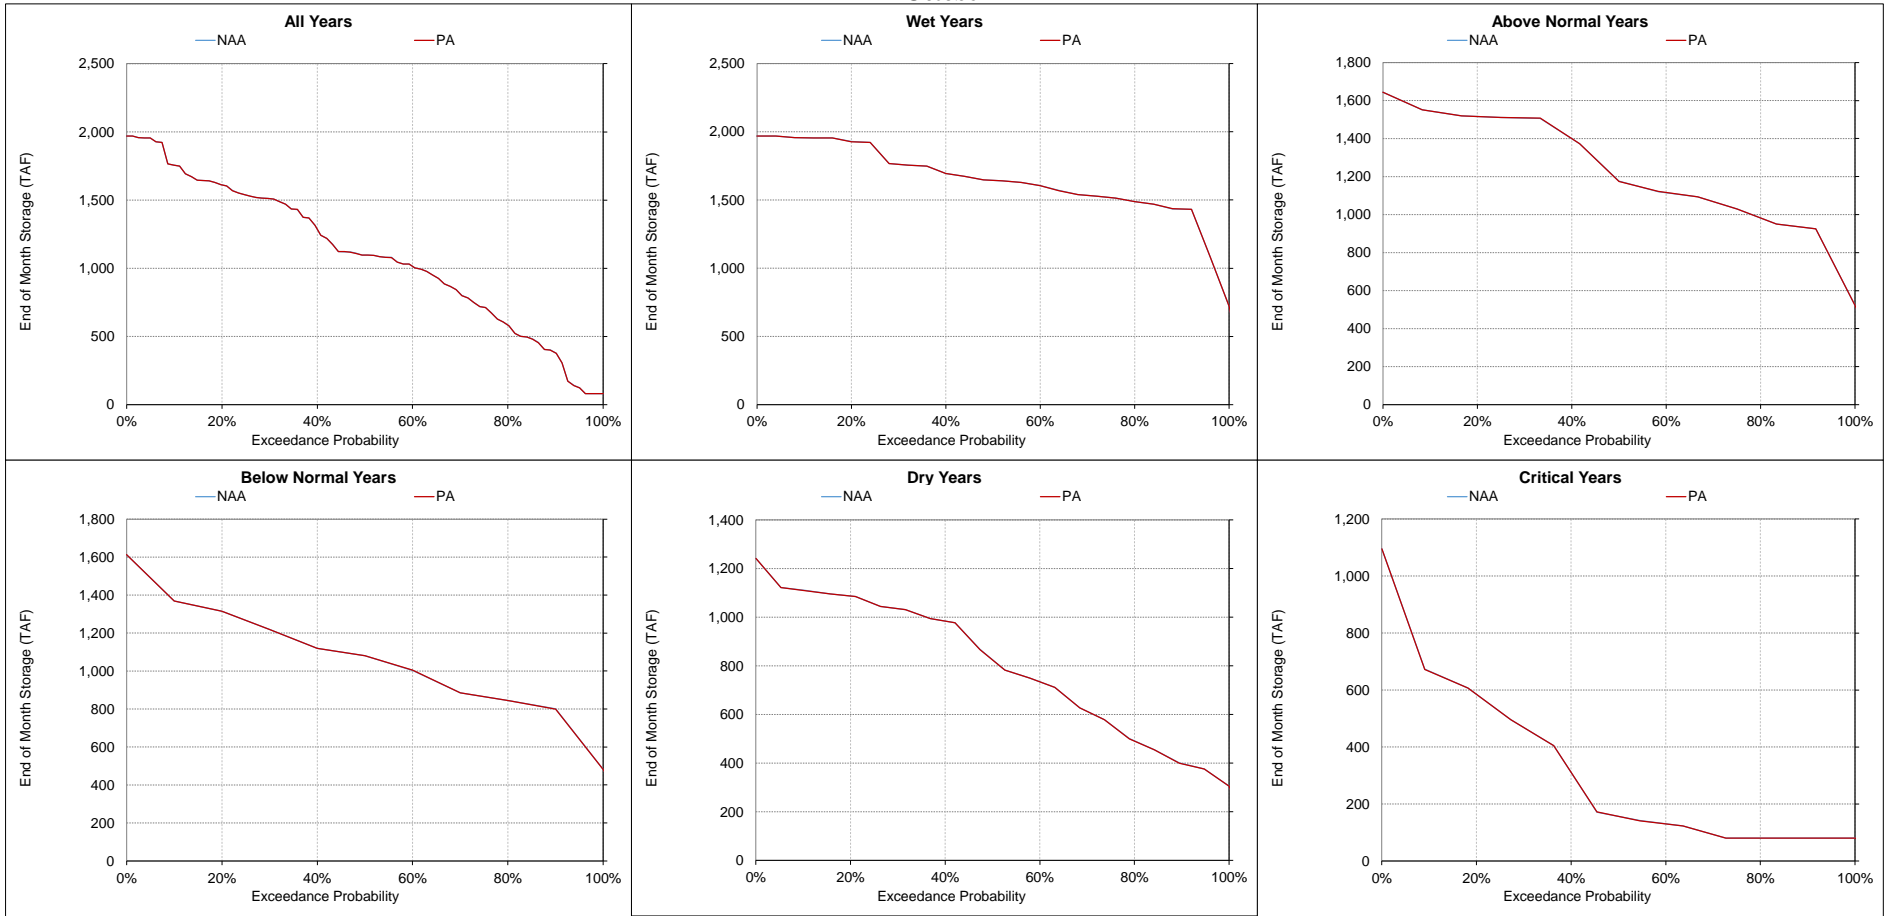 All Years
NAA PA
2,500
2,000
1,500
1,000
500
0
0% 20% 40% 60% 80% 100%
End of Month Storage (TAF)
Exceedance Probability
Wet Years
NAA PA
2,500
2,000
1,500
1,000
500
0
0% 20% 40% 60% 80% 100%
End of Month Storage (TAF)
Exceedance Probability
Above Normal Years
NAA PA
1,800
1,600
1,400
1,200
1,000
800
600
400
200
0
0% 20% 40% 60% 80% 100%
End of Month Storage (TAF)
Exceedance Probability
Below Normal Years
NAA PA
1,800
1,600
1,400
1,200
1,000
800
600
400
200
0
0% 20% 40% 60% 80% 100%
End of Month Storage (TAF)
Exceedance Probability
Dry Years
NAA PA
1,400
1,200
1,000
800
600
400
200
0
0% 20% 40% 60% 80% 100%
End of Month Storage (TAF)
Exceedance Probability
Critical Years
NAA PA
1,200
1,000
800
600
400
200
0
0% 20% 40% 60% 80% 100%
End of Month Storage (TAF)
Exceedance Probability